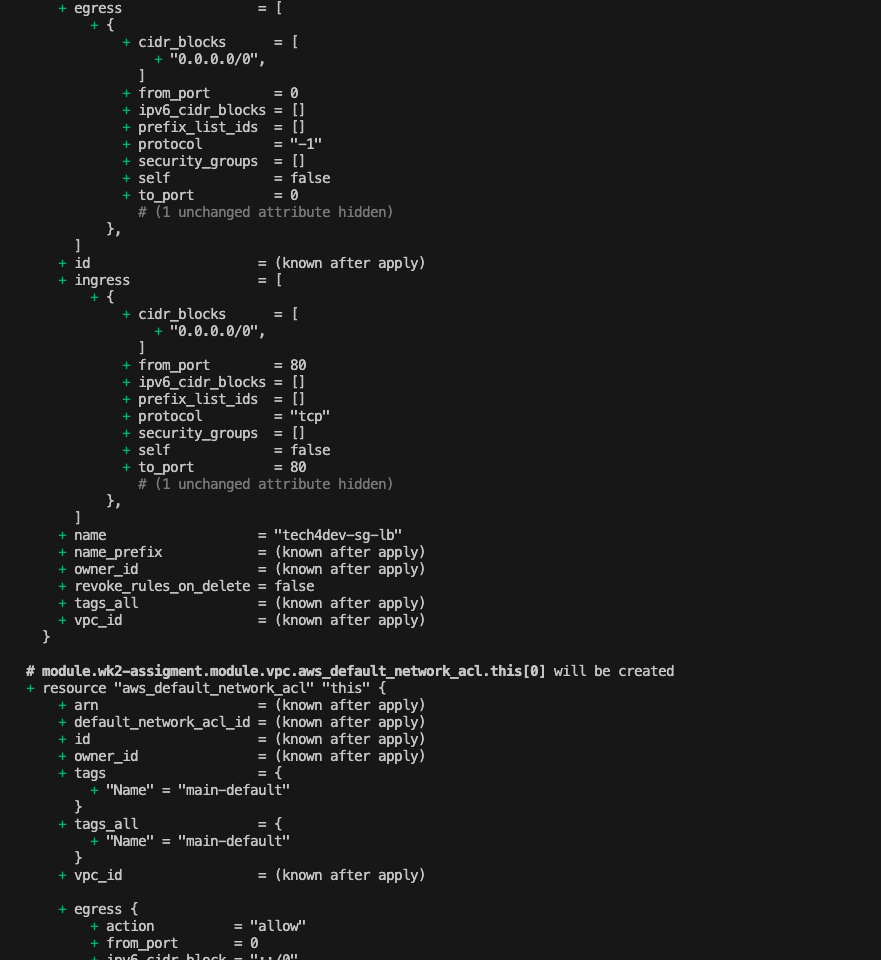 + egress                 = [
+ {
+ cidr_blocks      = [
+ "0.0.0.0/0",
]
+ from_port        = 0
+ ipv6_cidr_blocks = []
+ prefix_list_ids  = []
+ protocol         = "-1"
+ security_groups  = []
+ self             = false
+ to_port          = 0
# (1 unchanged attribute hidden)
},
]
+ id                     = (known after apply)
+ ingress                = [
+ {
+ cidr_blocks      = [
+ "0.0.0.0/0",
]
+ from_port        = 80
+ ipv6_cidr_blocks = []
+ prefix_list_ids  = []
+ protocol         = "tcp"
+ security_groups  = []
+ self             = false
+ to_port          = 80
# (1 unchanged attribute hidden)
},
]
+ name                   = "tech4dev-sg-lb"
+ name_prefix            = (known after apply)
+ owner_id               = (known after apply)
+ revoke_rules_on_delete = false
+ tags_all               = (known after apply)
+ vpc_id                 = (known after apply)
}
# module.wk2-assigment.module.vpc.aws_default_network_acl.this[0] will be created
+ resource "aws_default_network_acl" "this" {
+ arn                    = (known after apply)
+ default_network_acl_id = (known after apply)
+ id                     = (known after apply)
+ owner_id               = (known after apply)
+ tags                   = {
+ "Name" = "main-default"
}
+ tags_all               = {
+ "Name" = "main-default"
}
+ vpc_id                 = (known after apply)
+ egress {
+ action          = "allow"
+ from_port       = 0
+ ipv6_cidr_block = "::/0"